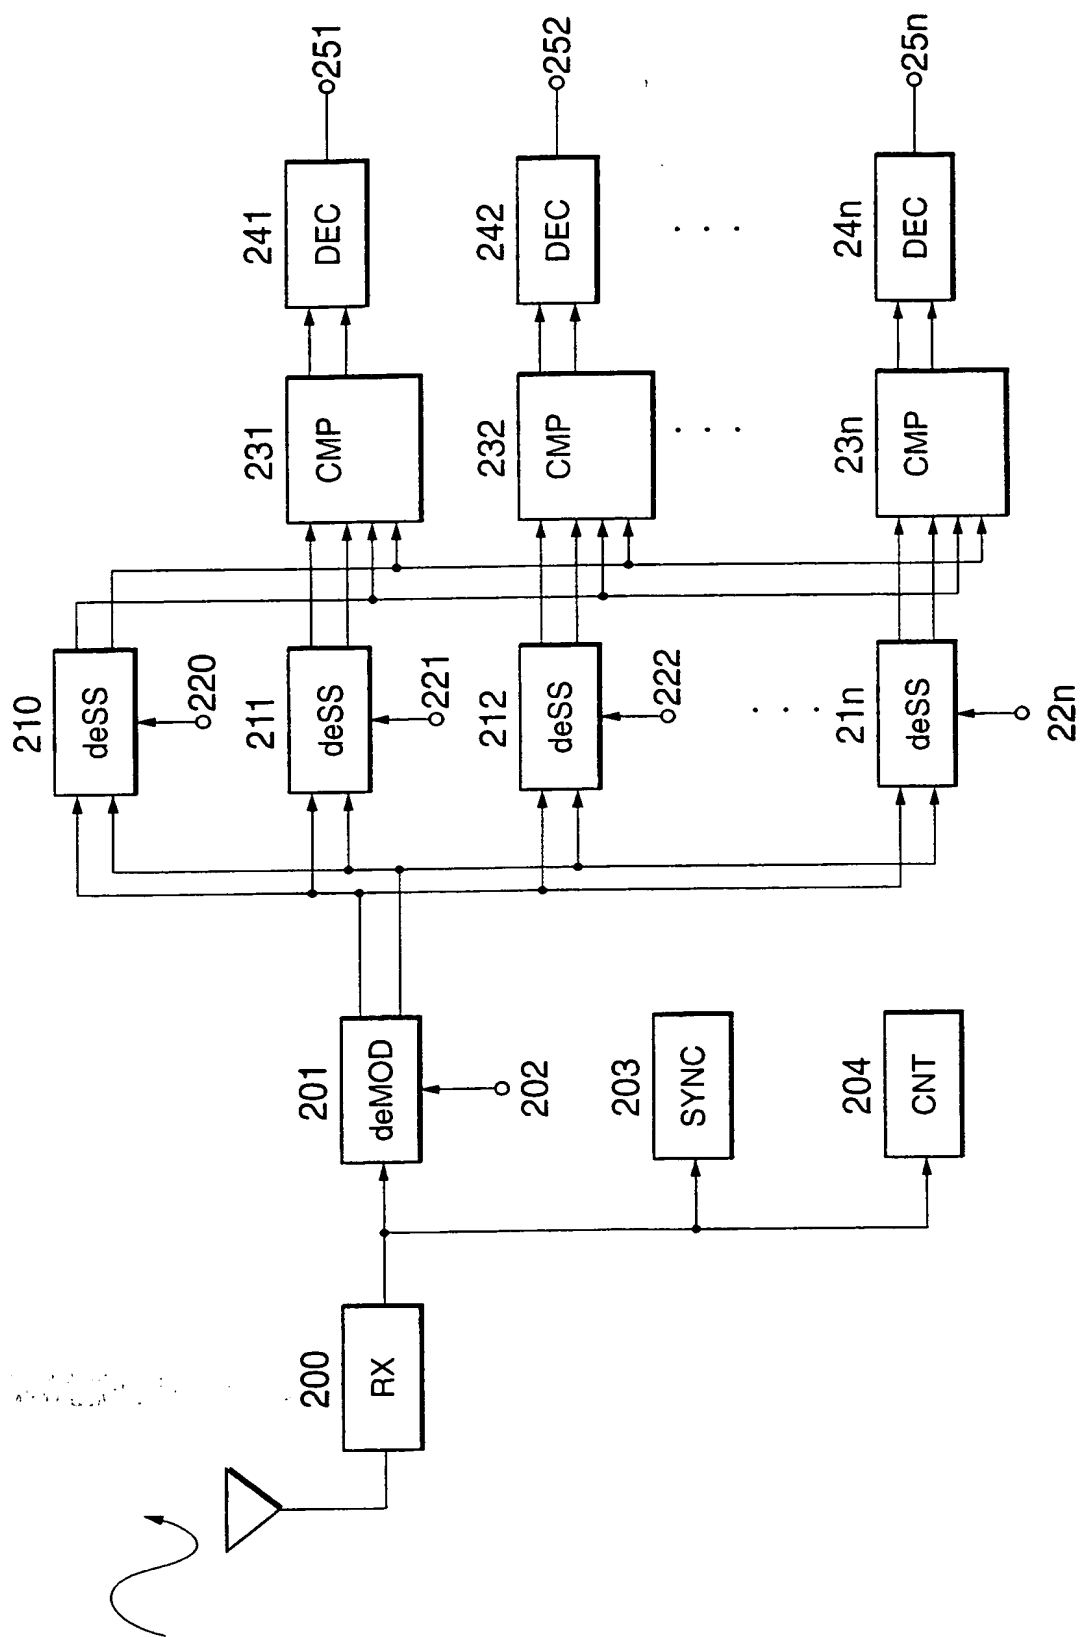 200
RX
201
deMOD
202
203
SYNC
204
CNT
210
deSS
220
211
deSS
221
212
deSS
222
. . .
21n
deSS
22n
231
CMP
232
CMP
. . .
23n
CMP
241
DEC
251
242
DEC
252
. . .
24n
DEC
25n